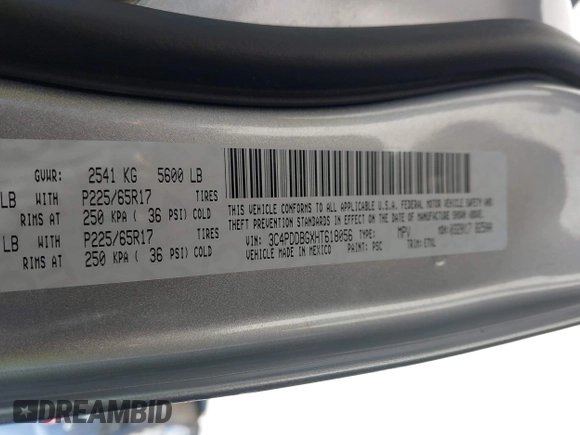 GVWR: 2541 KG 5600 LB
LB WITH P225/65R17 TIRES
RIMS AT 250 KPA ( 36 PSI) COLD
LB WITH P225/65R17 TIRES
RIMS AT 250 KPA ( 36 PSI) COLD
THIS VEHICLE CONFORMS TO ALL APPLICABLE U.S.A. FEDERAL MOTOR VEHICLE SAFETY AND
THEFT PREVENTION STANDARDS IN EFFECT ON THE DATE OF MANUFACTURE SHOWN ABOVE.
VIN: 3C4PDDBGXHT618056 TYPE: MPV MDH:
VEHICLE MADE IN MEXICO PAINT: PSC TRIM:
DREAMBID